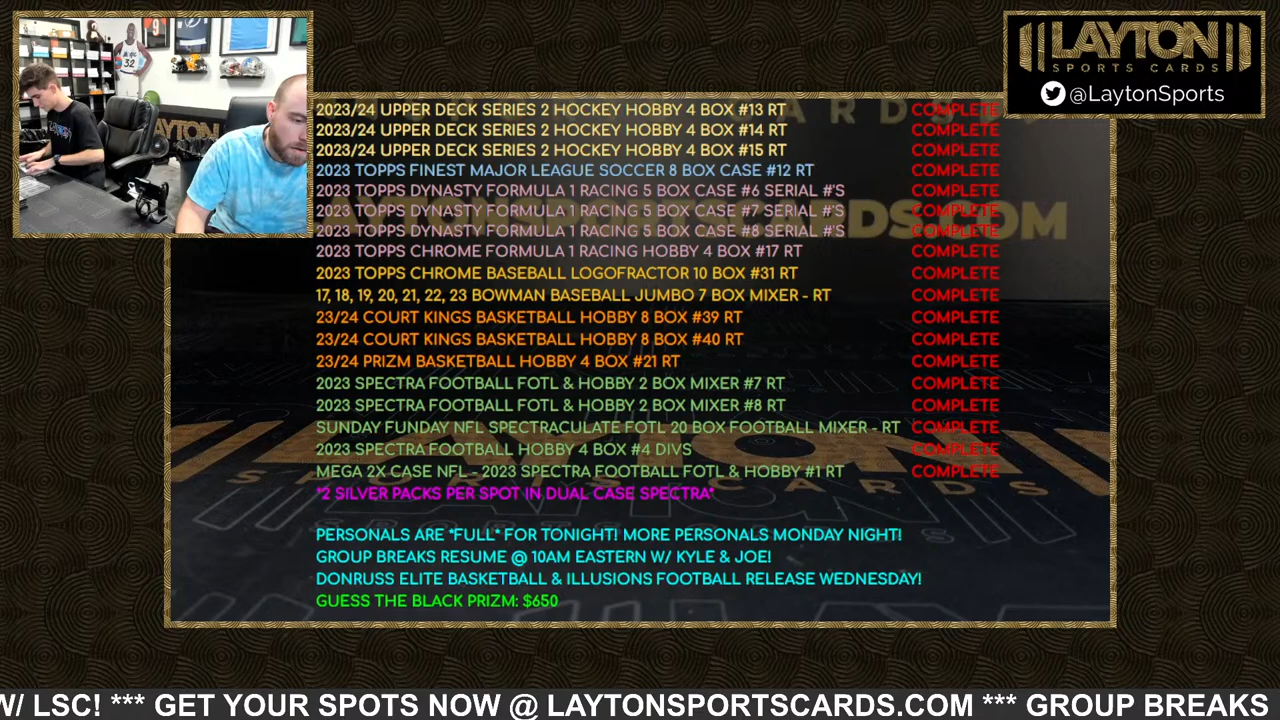 LAYTON
SPORTS CARDS
@LaytonSports
32
9
2023/24 UPPER DECK SERIES 2 HOCKEY HOBBY 4 BOX #13 RT COMPLETE
2023/24 UPPER DECK SERIES 2 HOCKEY HOBBY 4 BOX #14 RT COMPLETE
2023/24 UPPER DECK SERIES 2 HOCKEY HOBBY 4 BOX #15 RT COMPLETE
2023 TOPPS FINEST MAJOR LEAGUE SOCCER 8 BOX CASE #12 RT COMPLETE
2023 TOPPS DYNASTY FORMULA 1 RACING 5 BOX CASE #6 SERIAL #'S COMPLETE
2023 TOPPS DYNASTY FORMULA 1 RACING 5 BOX CASE #7 SERIAL #'S COMPLETE
2023 TOPPS DYNASTY FORMULA 1 RACING 5 BOX CASE #8 SERIAL #'S COMPLETE
2023 TOPPS CHROME FORMULA 1 RACING HOBBY 4 BOX #17 RT COMPLETE
2023 TOPPS CHROME BASEBALL LOGOFRACTOR 10 BOX #31 RT COMPLETE
17, 18, 19, 20, 21, 22, 23 BOWMAN BASEBALL JUMBO 7 BOX MIXER - RT COMPLETE
23/24 COURT KINGS BASKETBALL HOBBY 8 BOX #39 RT COMPLETE
23/24 COURT KINGS BASKETBALL HOBBY 8 BOX #40 RT COMPLETE
23/24 PRIZM BASKETBALL HOBBY 4 BOX #21 RT COMPLETE
2023 SPECTRA FOOTBALL FOTL & HOBBY 2 BOX MIXER #7 RT COMPLETE
2023 SPECTRA FOOTBALL FOTL & HOBBY 2 BOX MIXER #8 RT COMPLETE
SUNDAY FUNDAY NFL SPECTRACULATE FOTL 20 BOX FOOTBALL MIXER - RT COMPLETE
2023 SPECTRA FOOTBALL HOBBY 4 BOX #4 DIVS COMPLETE
MEGA 2X CASE NFL - 2023 SPECTRA FOOTBALL FOTL & HOBBY #1 RT COMPLETE
*2 SILVER PACKS PER SPOT IN DUAL CASE SPECTRA*
PERSONALS ARE *FULL* FOR TONIGHT! MORE PERSONALS MONDAY NIGHT!
GROUP BREAKS RESUME @ 10AM EASTERN W/ KYLE & JOE!
DONRUSS ELITE BASKETBALL & ILLUSIONS FOOTBALL RELEASE WEDNESDAY!
GUESS THE BLACK PRIZM: $650
W/ LSC! *** GET YOUR SPOTS NOW @ LAYTONSPORTSCARDS.COM *** GROUP BREAKS